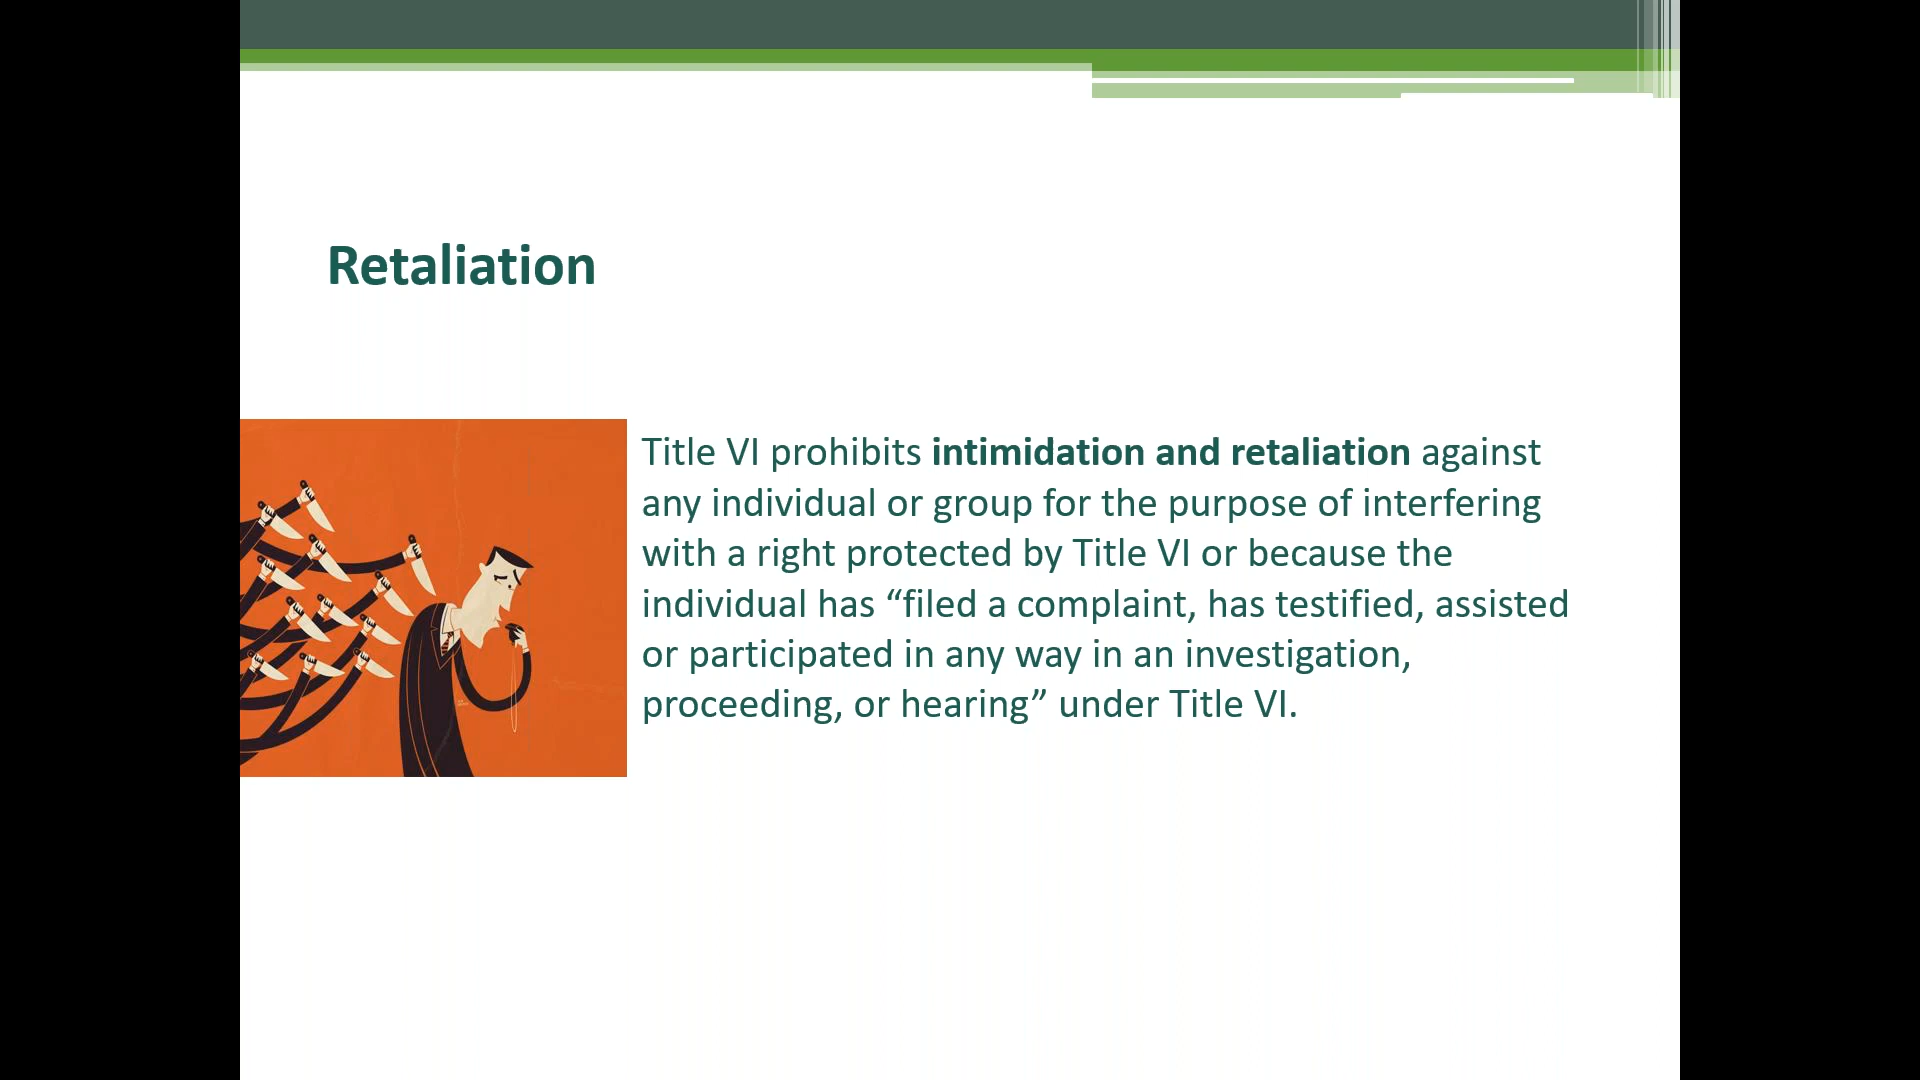 Retaliation
Title VI prohibits intimidation and retaliation against
any individual or group for the purpose of interfering
with a right protected by Title VI or because the
individual has “filed a complaint, has testified, assisted
or participated in any way in an investigation,
proceeding, or hearing” under Title VI.